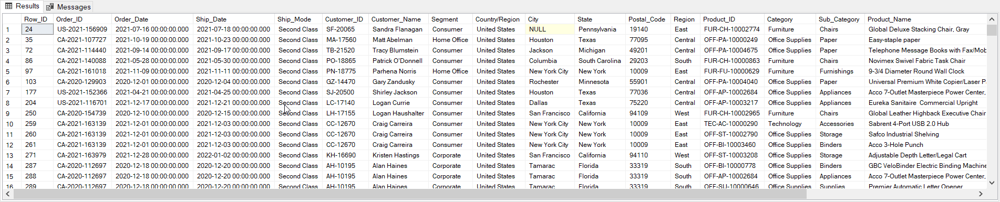 Results Messages
Row_ID Order_ID Order_Date Ship_Date Ship_Mode Customer_ID Customer_Name Segment Country/Region City State Postal_Code Region Product_ID Category Sub_Category Product_Name
1 24 US-2021-156909 2021-07-16 00:00:00.000 2021-07-18 00:00:00.000 Second Class SF-20065 Sandra Flanagan Consumer United States NULL Pennsylvania 19140 East FUR-CH-10002774 Furniture Chairs Global Deluxe Stacking Chair, Gray
2 35 CA-2021-107727 2021-10-19 00:00:00.000 2021-10-23 00:00:00.000 Second Class MA-17560 Matt Abelman Home Office United States Houston Texas 77095 Central OFF-PA-10000249 Office Supplies Paper Easy-staple paper
3 72 CA-2021-114440 2021-09-14 00:00:00.000 2021-09-17 00:00:00.000 Second Class TB-21520 Tracy Blumstein Consumer United States Jackson Michigan 49201 Central OFF-PA-10004675 Office Supplies Paper Telephone Message Books with Fax/Mob
4 86 CA-2021-140088 2021-05-28 00:00:00.000 2021-05-30 00:00:00.000 Second Class PO-18865 Patrick O'Donnell Consumer United States Columbia South Carolina 29203 South FUR-CH-10000863 Furniture Chairs Novimex Swivel Fabric Task Chair
5 97 CA-2021-161018 2021-11-09 00:00:00.000 2021-11-11 00:00:00.000 Second Class PN-18775 Parhena Norris Home Office United States New York City New York 10009 East FUR-FU-10000629 Furniture Furnishings 9-3/4 Diameter Round Wall Clock
6 103 CA-2020-129903 2020-12-01 00:00:00.000 2020-12-04 00:00:00.000 Second Class GZ-14470 Gary Zandusky Consumer United States Rochester Minnesota 55901 Central OFF-PA-10004040 Office Supplies Paper Universal Premium White Copier/Laser P
7 177 US-2021-152366 2021-04-21 00:00:00.000 2021-04-25 00:00:00.000 Second Class SJ-20500 Shirley Jackson Consumer United States Houston Texas 77036 Central OFF-AP-10002684 Office Supplies Appliances Acco 7-Outlet Masterpiece Power Center,
8 204 US-2021-116701 2021-12-17 00:00:00.000 2021-12-21 00:00:00.000 Second Class LC-17140 Logan Currie Consumer United States Dallas Texas 75220 Central OFF-AP-10003217 Office Supplies Appliances Eureka Sanitaire Commercial Upright
9 250 CA-2020-154739 2020-12-10 00:00:00.000 2020-12-15 00:00:00.000 Second Class LH-17155 Logan Haushalter Consumer United States San Francisco California 94109 West FUR-CH-10002965 Furniture Chairs Global Leather Highback Executive Chair
10 259 CA-2021-163139 2021-12-01 00:00:00.000 2021-12-03 00:00:00.000 Second Class CC-12670 Craig Carreira Consumer United States New York City New York 10009 East TEC-AC-10000290 Technology Accessories Sabrent 4-Port USB 2.0 Hub
11 260 CA-2021-163139 2021-12-01 00:00:00.000 2021-12-03 00:00:00.000 Second Class CC-12670 Craig Carreira Consumer United States New York City New York 10009 East OFF-ST-10002790 Office Supplies Storage Safco Industrial Shelving
12 261 CA-2021-163139 2021-12-01 00:00:00.000 2021-12-03 00:00:00.000 Second Class CC-12670 Craig Carreira Consumer United States New York City New York 10009 East OFF-BI-10003460 Office Supplies Binders Acco 3-Hole Punch
13 271 CA-2021-163979 2021-12-28 00:00:00.000 2022-01-02 00:00:00.000 Second Class KH-16690 Kristen Hastings Corporate United States San Francisco California 94110 West OFF-ST-10003208 Office Supplies Storage Adjustable Depth Letter/Legal Cart
14 287 CA-2020-112697 2020-12-18 00:00:00.000 2020-12-20 00:00:00.000 Second Class AH-10195 Alan Haines Corporate United States Tamarac Florida 33319 South OFF-BI-10000778 Office Supplies Binders GBC VeloBinder Electric Binding Machine
15 288 CA-2020-112697 2020-12-18 00:00:00.000 2020-12-20 00:00:00.000 Second Class AH-10195 Alan Haines Corporate United States Tamarac Florida 33319 South OFF-AP-10002684 Office Supplies Appliances Acco 7-Outlet Masterpiece Power Center,
16 289 CA-2020-112697 2020-12-18 00:00:00.000 2020-12-20 00:00:00.000 Second Class AH-10195 Alan Haines Corporate United States Tamarac Florida 33319 South OFF-SU-10000646 Office Supplies Supplies Premier Automatic Letter Opener